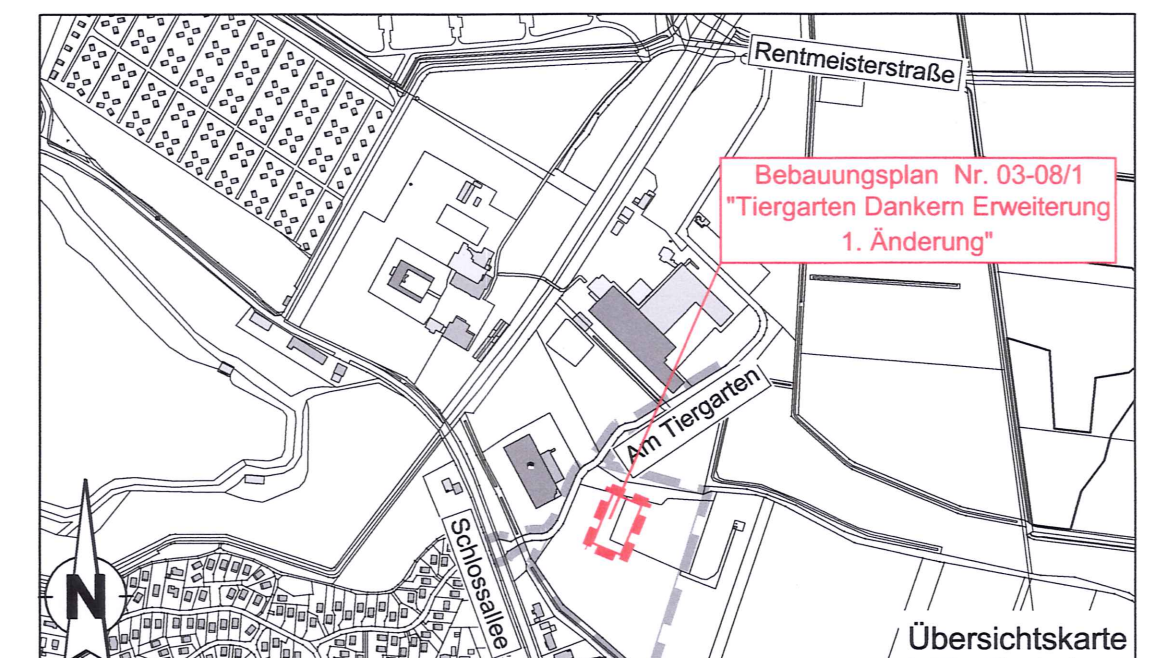 Rentmeisterstraße
Bebauungsplan Nr. 03-08/1
"Tiergarten Dankern Erweiterung
1. Änderung"
Am Tiergarten
Schlossallee
N
Übersichtskarte